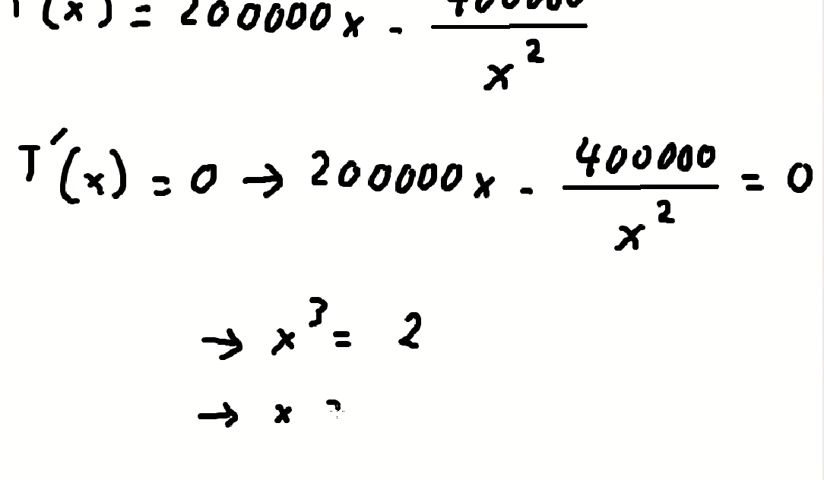 T'(x) = 200000x - 400000/x²
T'(x) = 0 → 200000x - 400000/x² = 0
→ x³ = 2
→ x